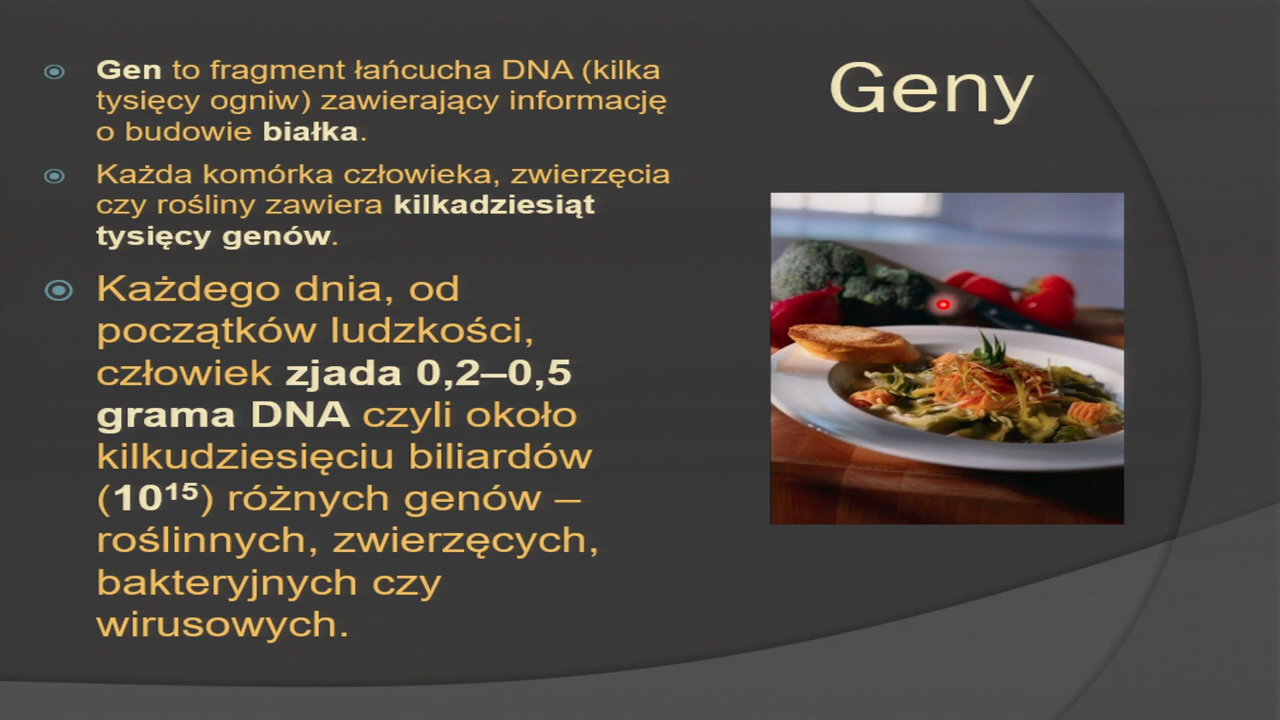 Geny
Gen to fragment łańcucha DNA (kilka
tysięcy ogniw) zawierający informację
o budowie białka.
Każda komórka człowieka, zwierzęcia
czy rośliny zawiera kilkadziesiąt
tysięcy genów.
Każdego dnia, od
początków ludzkości,
człowiek zjada 0,2–0,5
grama DNA czyli około
kilkudziesięciu biliardów
(10¹⁵) różnych genów –
roślinnych, zwierzęcych,
bakteryjnych czy
wirusowych.